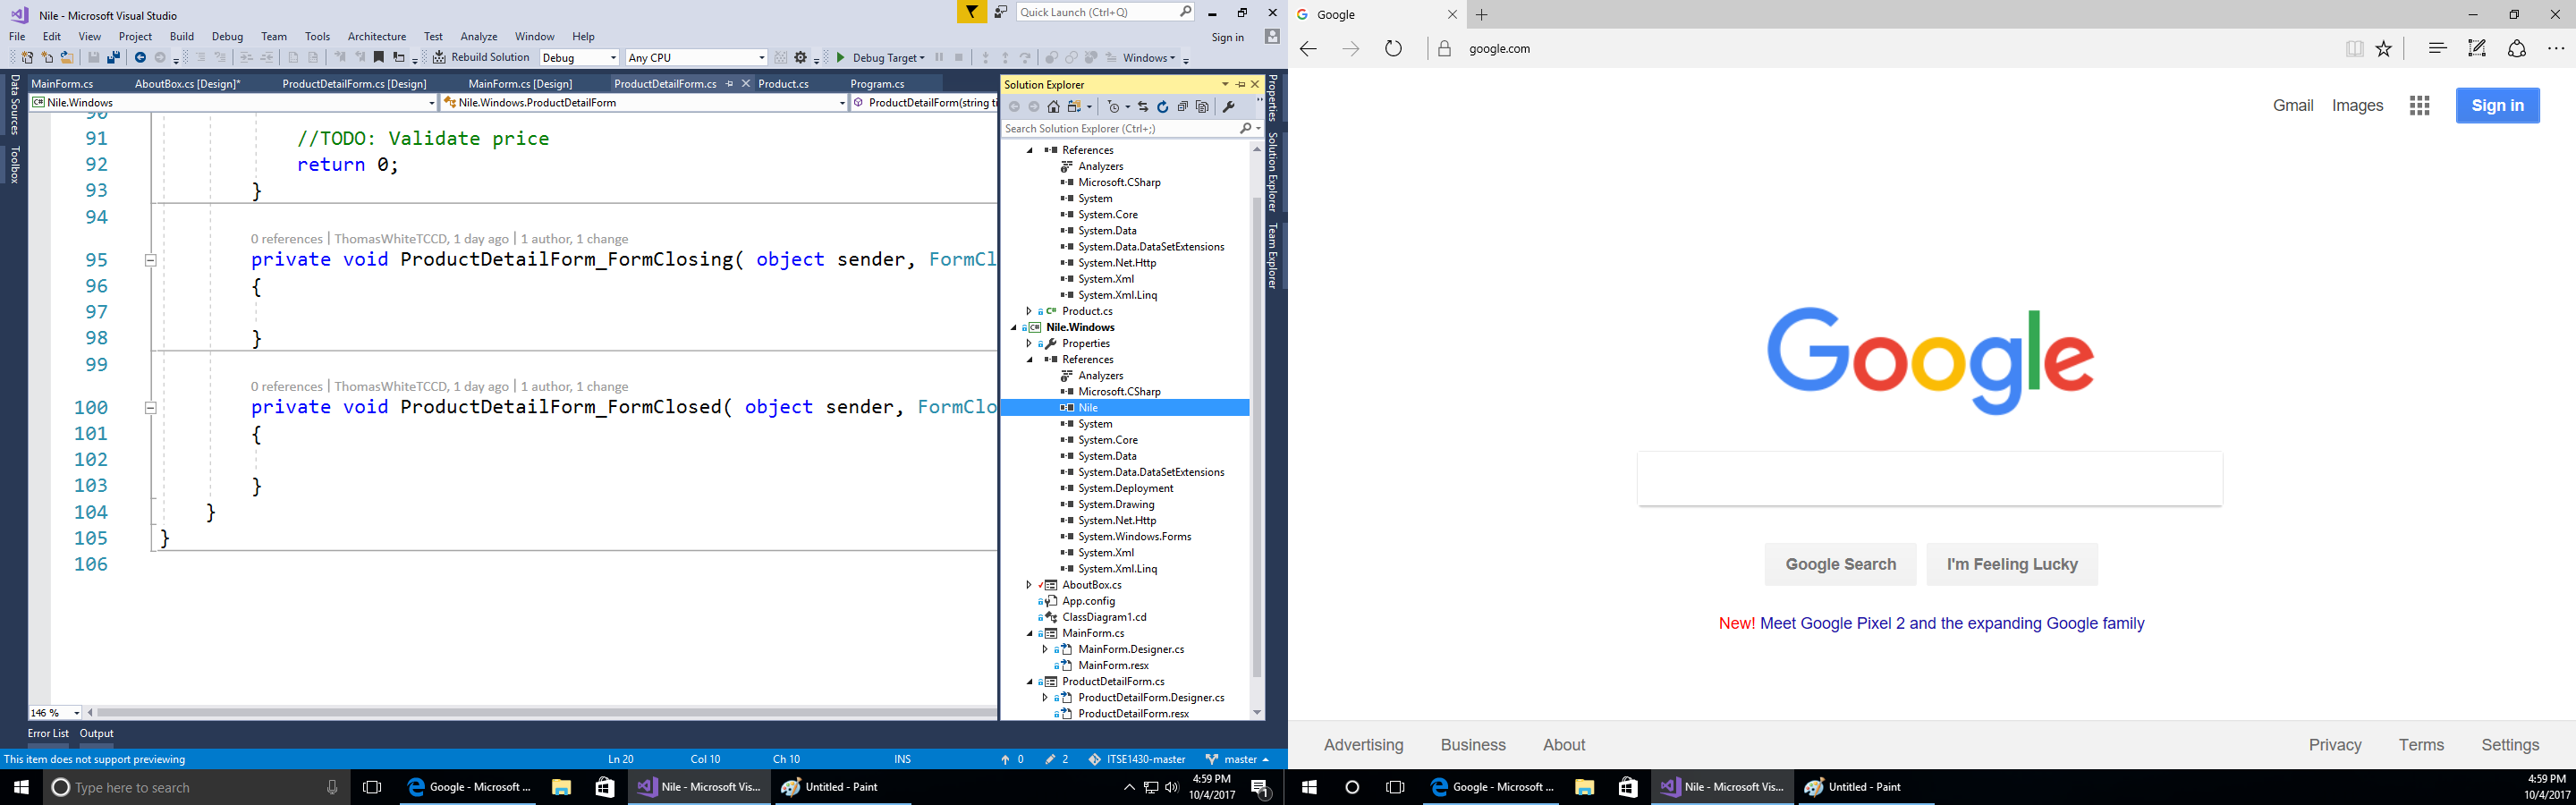 Nile - Microsoft Visual Studio
Quick Launch (Ctrl+Q)
File Edit View Project Build Debug Team Tools Architecture Test Analyze Window Help
Sign in
Rebuild Solution Debug Any CPU Debug Target Windows
MainForm.cs AboutBox.cs [Design]* ProductDetailForm.cs [Design] MainForm.cs [Design] ProductDetailForm.cs Product.cs Program.cs
Nile.Windows Nile.Windows.ProductDetailForm ProductDetailForm(string ti
Data Sources
Toolbox
90
91 //TODO: Validate price
92 return 0;
93 }
94
0 references | ThomasWhiteTCCD, 1 day ago | 1 author, 1 change
95 private void ProductDetailForm_FormClosing( object sender, FormCl
96 {
97
98 }
99
0 references | ThomasWhiteTCCD, 1 day ago | 1 author, 1 change
100 private void ProductDetailForm_FormClosed( object sender, FormClo
101 {
102
103 }
104 }
105 }
106
146 %
Solution Explorer
Search Solution Explorer (Ctrl+;)
References
Analyzers
Microsoft.CSharp
System
System.Core
System.Data
System.Data.DataSetExtensions
System.Net.Http
System.Xml
System.Xml.Linq
Product.cs
Nile.Windows
Properties
References
Analyzers
Microsoft.CSharp
Nile
System
System.Core
System.Data
System.Data.DataSetExtensions
System.Deployment
System.Drawing
System.Net.Http
System.Windows.Forms
System.Xml
System.Xml.Linq
AboutBox.cs
App.config
ClassDiagram1.cd
MainForm.cs
MainForm.Designer.cs
MainForm.resx
ProductDetailForm.cs
ProductDetailForm.Designer.cs
ProductDetailForm.resx
Properties
Solution Explorer
Team Explorer
Error List Output
This item does not support previewing Ln 20 Col 10 Ch 10 INS 0 2 ITSE1430-master master
Type here to search Google - Microsoft ... Nile - Microsoft Vis... Untitled - Paint 4:59 PM
10/4/2017 1
Google
google.com
Gmail Images Sign in
Google
Google Search I'm Feeling Lucky
New! Meet Google Pixel 2 and the expanding Google family
Advertising Business About Privacy Terms Settings
Google - Microsoft ... Nile - Microsoft Vis... Untitled - Paint 4:59 PM
10/4/2017